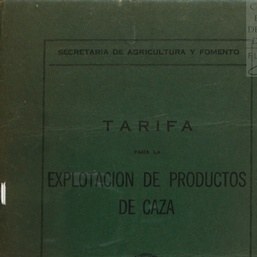 SECRETARIA DE AGRICULTURA Y FOMENTO
TARIFA
PARA LA
EXPLOTACION DE PRODUCTOS
DE CAZA